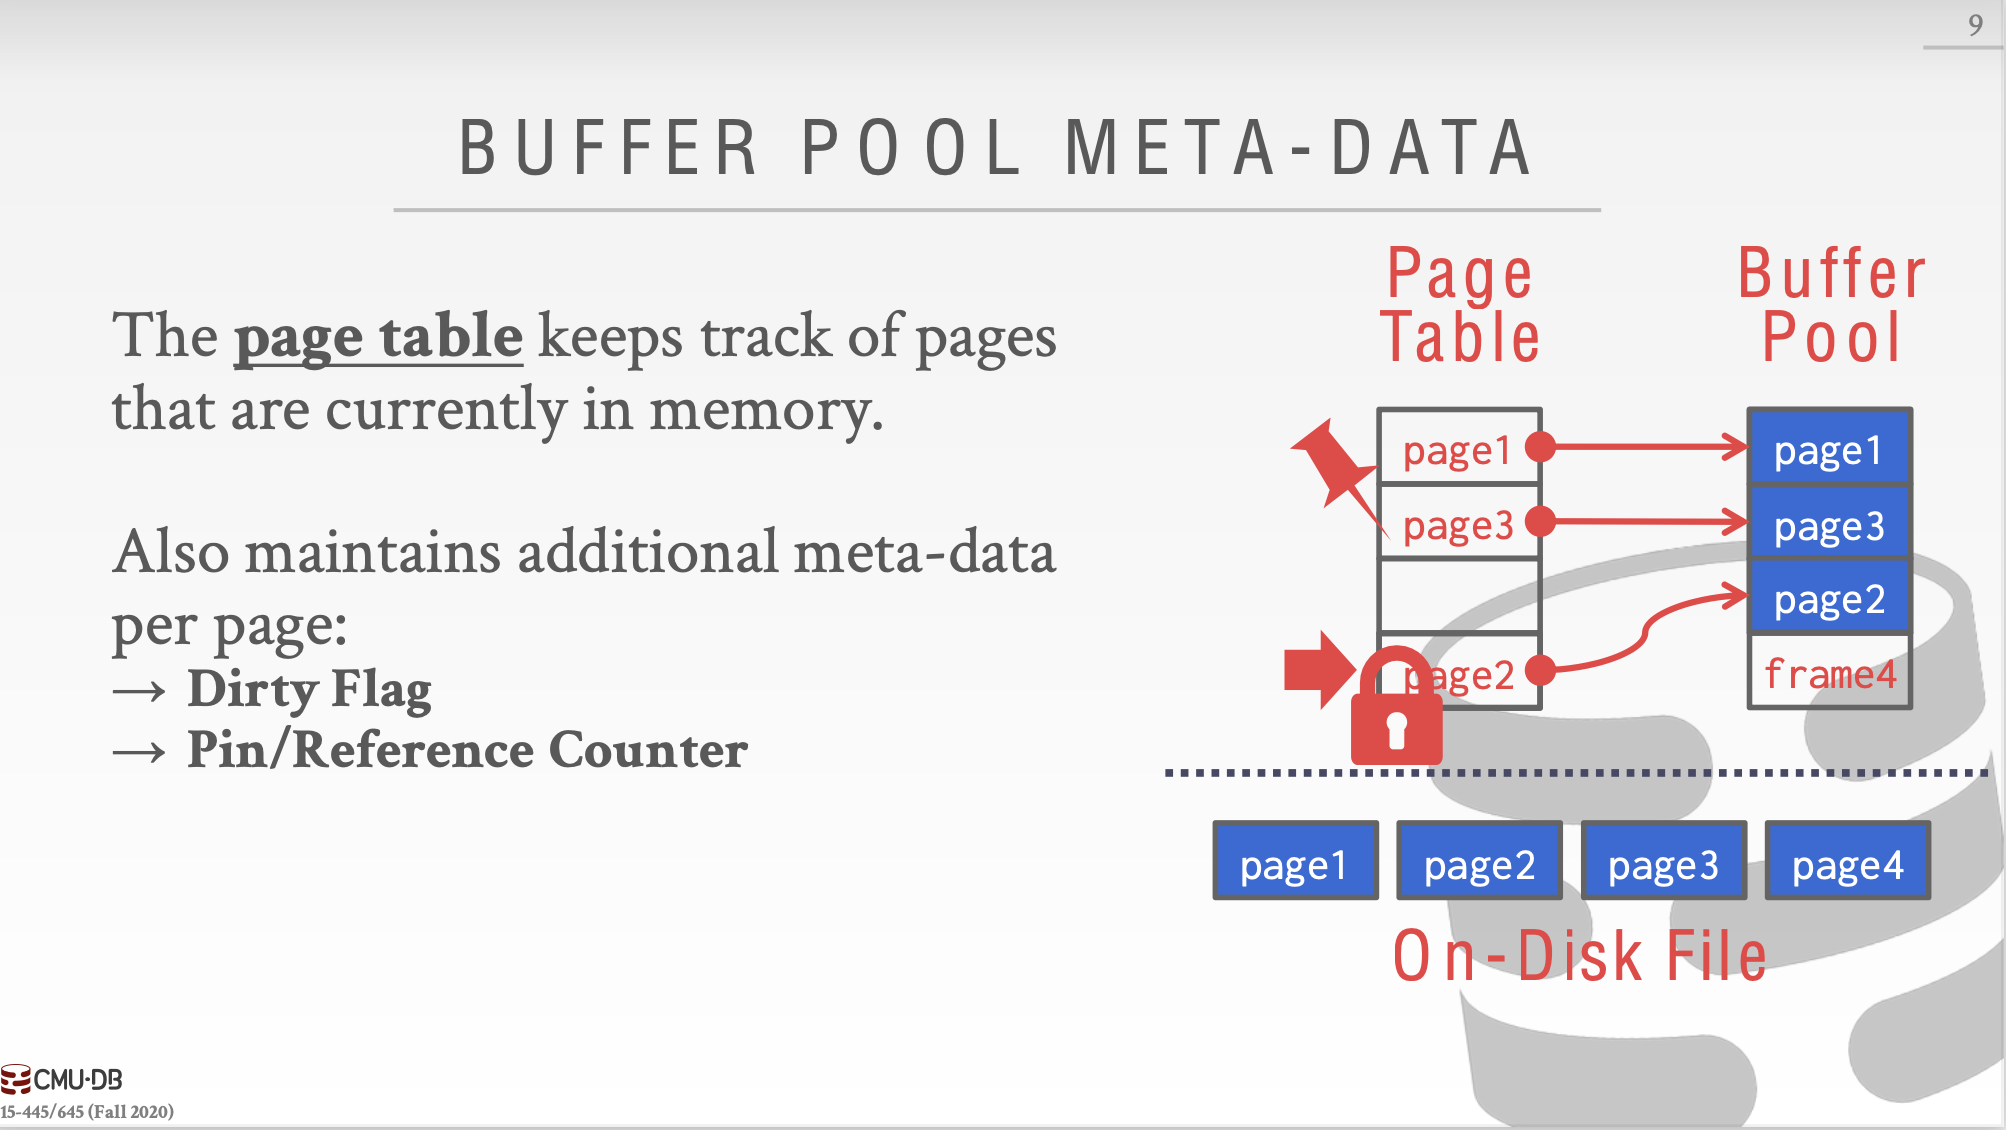 9
BUFFER POOL META-DATA
The page table keeps track of pages
that are currently in memory.
Also maintains additional meta-data
per page:
→ Dirty Flag
→ Pin/Reference Counter
Page
Table
page1
page3
page2
Buffer
Pool
page1
page3
page2
frame4
page1 page2 page3 page4
On-Disk File
CMU·DB
15-445/645 (Fall 2020)